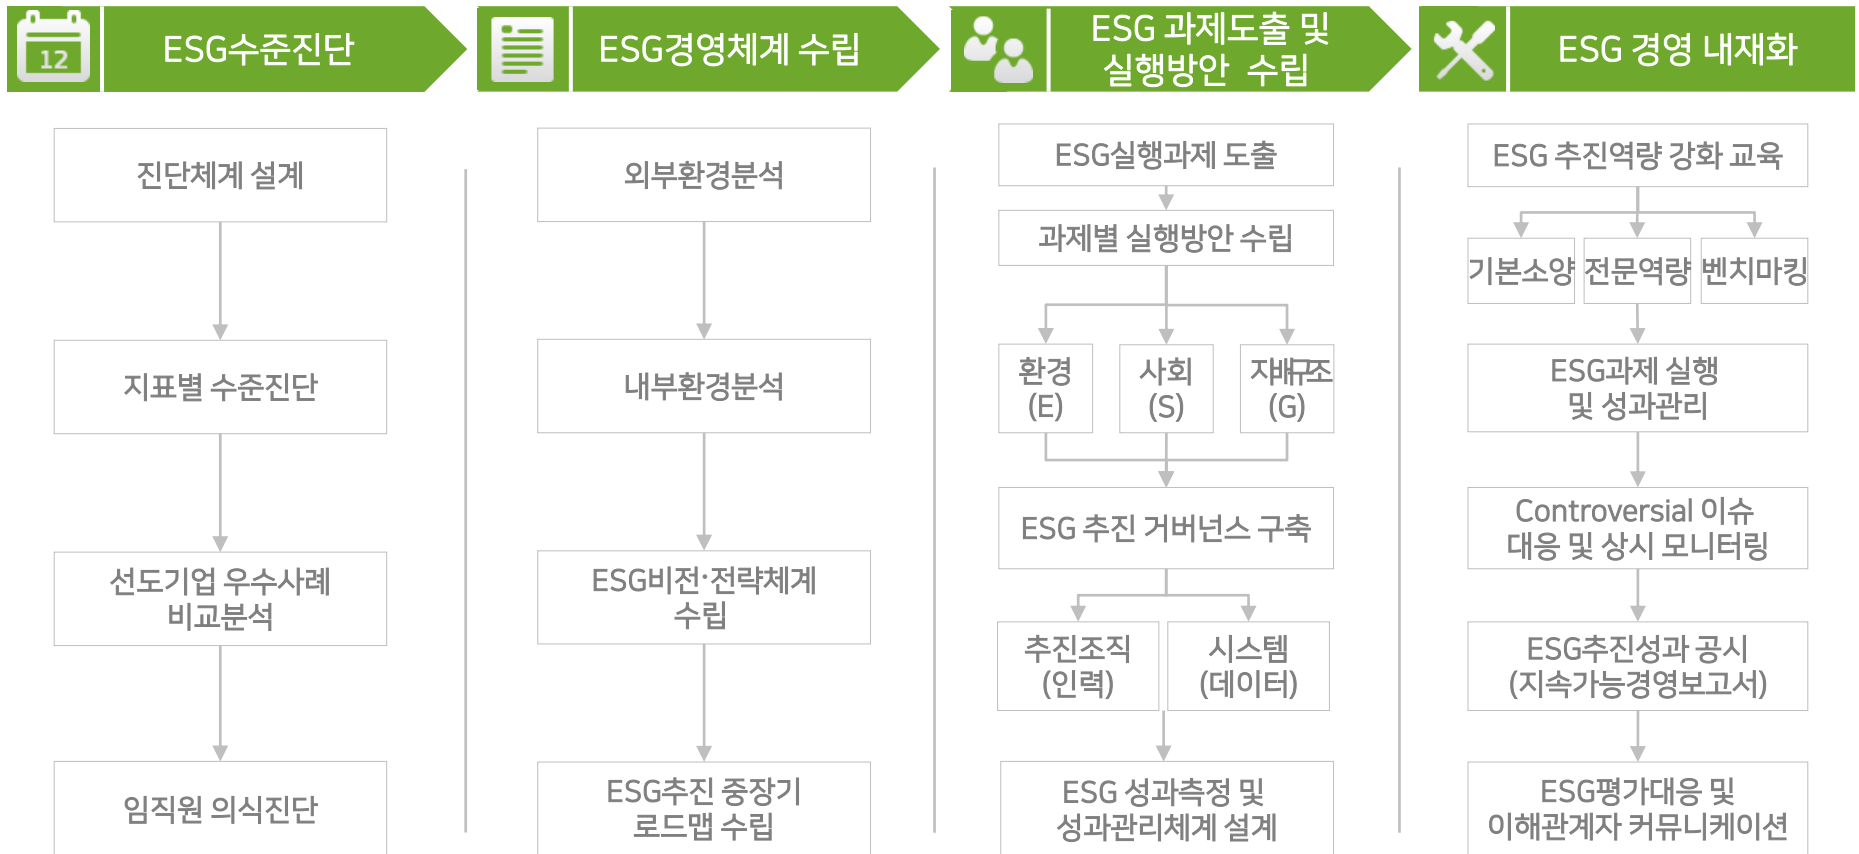 12
ESG수준진단
ESG경영체계 수립
ESG 과제도출 및
실행방안 수립
ESG 경영 내재화
진단체계 설계
지표별 수준진단
선도기업 우수사례
비교분석
임직원 의식진단
외부환경분석
내부환경분석
ESG비전·전략체계
수립
ESG추진 중장기
로드맵 수립
ESG실행과제 도출
과제별 실행방안 수립
환경
(E)
사회
(S)
지배구조
(G)
ESG 추진 거버넌스 구축
추진조직
(인력)
시스템
(데이터)
ESG 성과측정 및
성과관리체계 설계
ESG 추진역량 강화 교육
기본소양
전문역량
벤치마킹
ESG과제 실행
및 성과관리
Controversial 이슈
대응 및 상시 모니터링
ESG추진성과 공시
(지속가능경영보고서)
ESG평가대응 및
이해관계자 커뮤니케이션